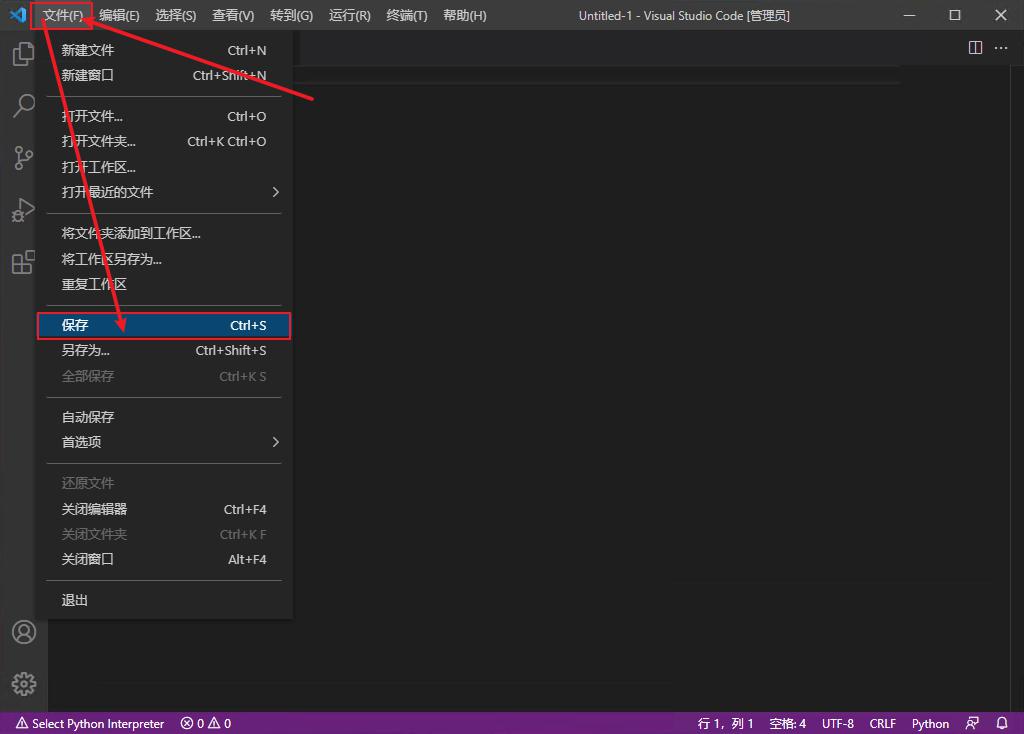 文件(F) 编辑(E) 选择(S) 查看(V) 转到(G) 运行(R) 终端(T) 帮助(H) Untitled-1 - Visual Studio Code [管理员]
新建文件 Ctrl+N
新建窗口 Ctrl+Shift+N
打开文件... Ctrl+O
打开文件夹... Ctrl+K Ctrl+O
打开工作区...
打开最近的文件
将文件夹添加到工作区...
将工作区另存为...
重复工作区
保存 Ctrl+S
另存为... Ctrl+Shift+S
全部保存 Ctrl+K S
自动保存
首选项
还原文件
关闭编辑器 Ctrl+F4
关闭文件夹 Ctrl+K F
关闭窗口 Alt+F4
退出
Select Python Interpreter 0 0 行 1，列 1 空格: 4 UTF-8 CRLF Python